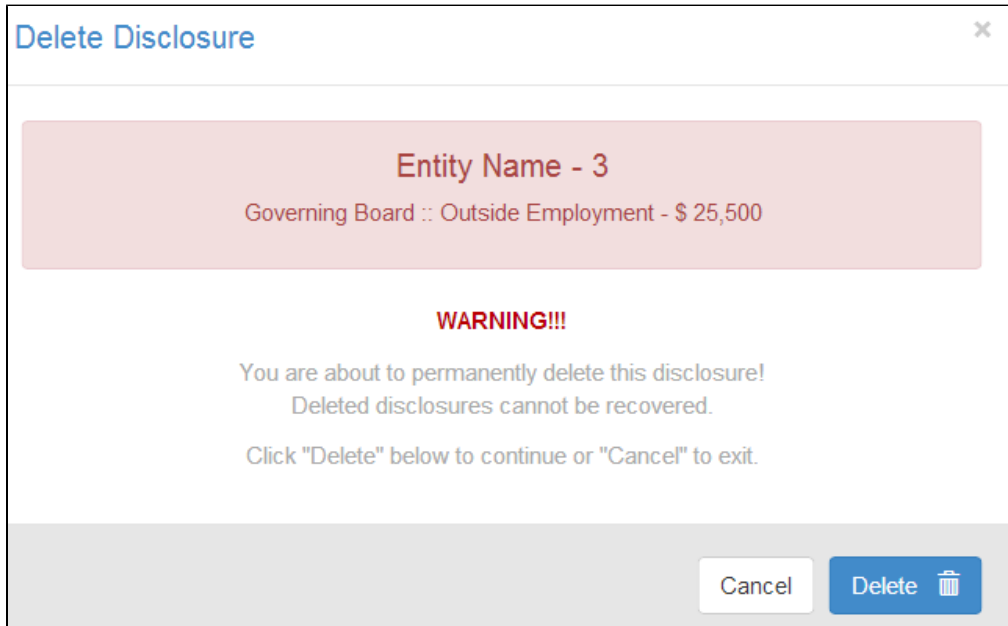 Delete Disclosure
×
Entity Name - 3
Governing Board :: Outside Employment - $ 25,500
WARNING!!!
You are about to permanently delete this disclosure!
Deleted disclosures cannot be recovered.
Click "Delete" below to continue or "Cancel" to exit.
Cancel
Delete